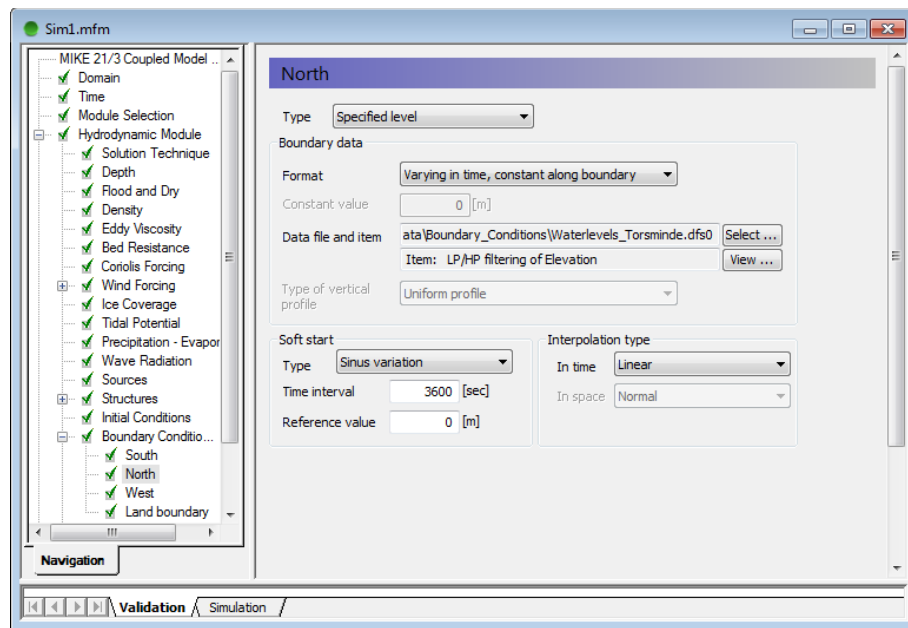 Sim1.mfm
MIKE 21/3 Coupled Model ..
Domain
Time
Module Selection
Hydrodynamic Module
Solution Technique
Depth
Flood and Dry
Density
Eddy Viscosity
Bed Resistance
Coriolis Forcing
Wind Forcing
Ice Coverage
Tidal Potential
Precipitation - Evapor
Wave Radiation
Sources
Structures
Initial Conditions
Boundary Conditio...
South
North
West
Land boundary
Navigation
North
Type Specified level
Boundary data
Format Varying in time, constant along boundary
Constant value 0 [m]
Data file and item ata\Boundary_Conditions\Waterlevels_Torsminde.dfs0 Select ...
Item: LP/HP filtering of Elevation View ...
Type of vertical
profile Uniform profile
Soft start
Type Sinus variation
Time interval 3600 [sec]
Reference value 0 [m]
Interpolation type
In time Linear
In space Normal
Validation Simulation